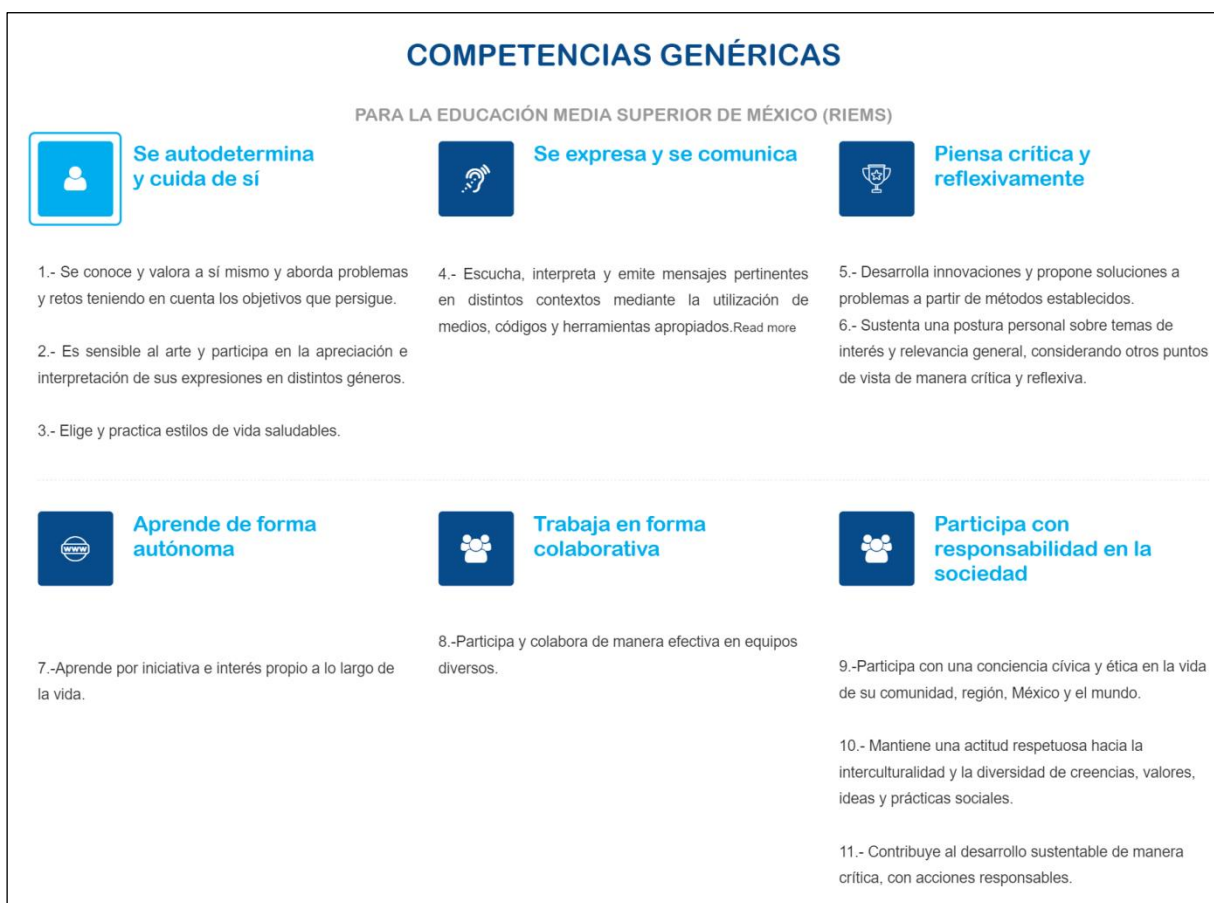 COMPETENCIAS GENÉRICAS
PARA LA EDUCACIÓN MEDIA SUPERIOR DE MÉXICO (RIEMS)
Se autodetermina
y cuida de sí
1.- Se conoce y valora a sí mismo y aborda problemas
y retos teniendo en cuenta los objetivos que persigue.
2.- Es sensible al arte y participa en la apreciación e
interpretación de sus expresiones en distintos géneros.
3.- Elige y practica estilos de vida saludables.
Se expresa y se comunica
4.- Escucha, interpreta y emite mensajes pertinentes
en distintos contextos mediante la utilización de
medios, códigos y herramientas apropiados.Read more
Piensa crítica y
reflexivamente
5.- Desarrolla innovaciones y propone soluciones a
problemas a partir de métodos establecidos.
6.- Sustenta una postura personal sobre temas de
interés y relevancia general, considerando otros puntos
de vista de manera crítica y reflexiva.
www
Aprende de forma
autónoma
7.-Aprende por iniciativa e interés propio a lo largo de
la vida.
Trabaja en forma
colaborativa
8.-Participa y colabora de manera efectiva en equipos
diversos.
Participa con
responsabilidad en la
sociedad
9.-Participa con una conciencia cívica y ética en la vida
de su comunidad, región, México y el mundo.
10.- Mantiene una actitud respetuosa hacia la
interculturalidad y la diversidad de creencias, valores,
ideas y prácticas sociales.
11.- Contribuye al desarrollo sustentable de manera
crítica, con acciones responsables.